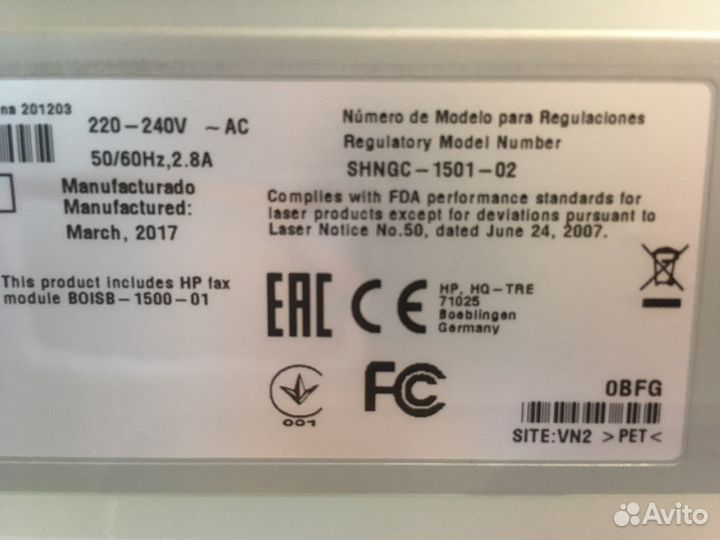 na 201203
220-240V ~AC
50/60Hz,2.8A
Manufacturado
Manufactured:
March, 2017
This product includes HP fax
module BOISB-1500-01
Número de Modelo para Regulaciones
Regulatory Model Number
SHNGC-1501-02
Complies with FDA performance standards for
laser products except for deviations pursuant to
Laser Notice No.50, dated June 24, 2007.
EAC CE
HP, HQ-TRE
71025
Boeblingen
Germany
001
FC
0BFG
SITE:VN2 >PET<
Avito